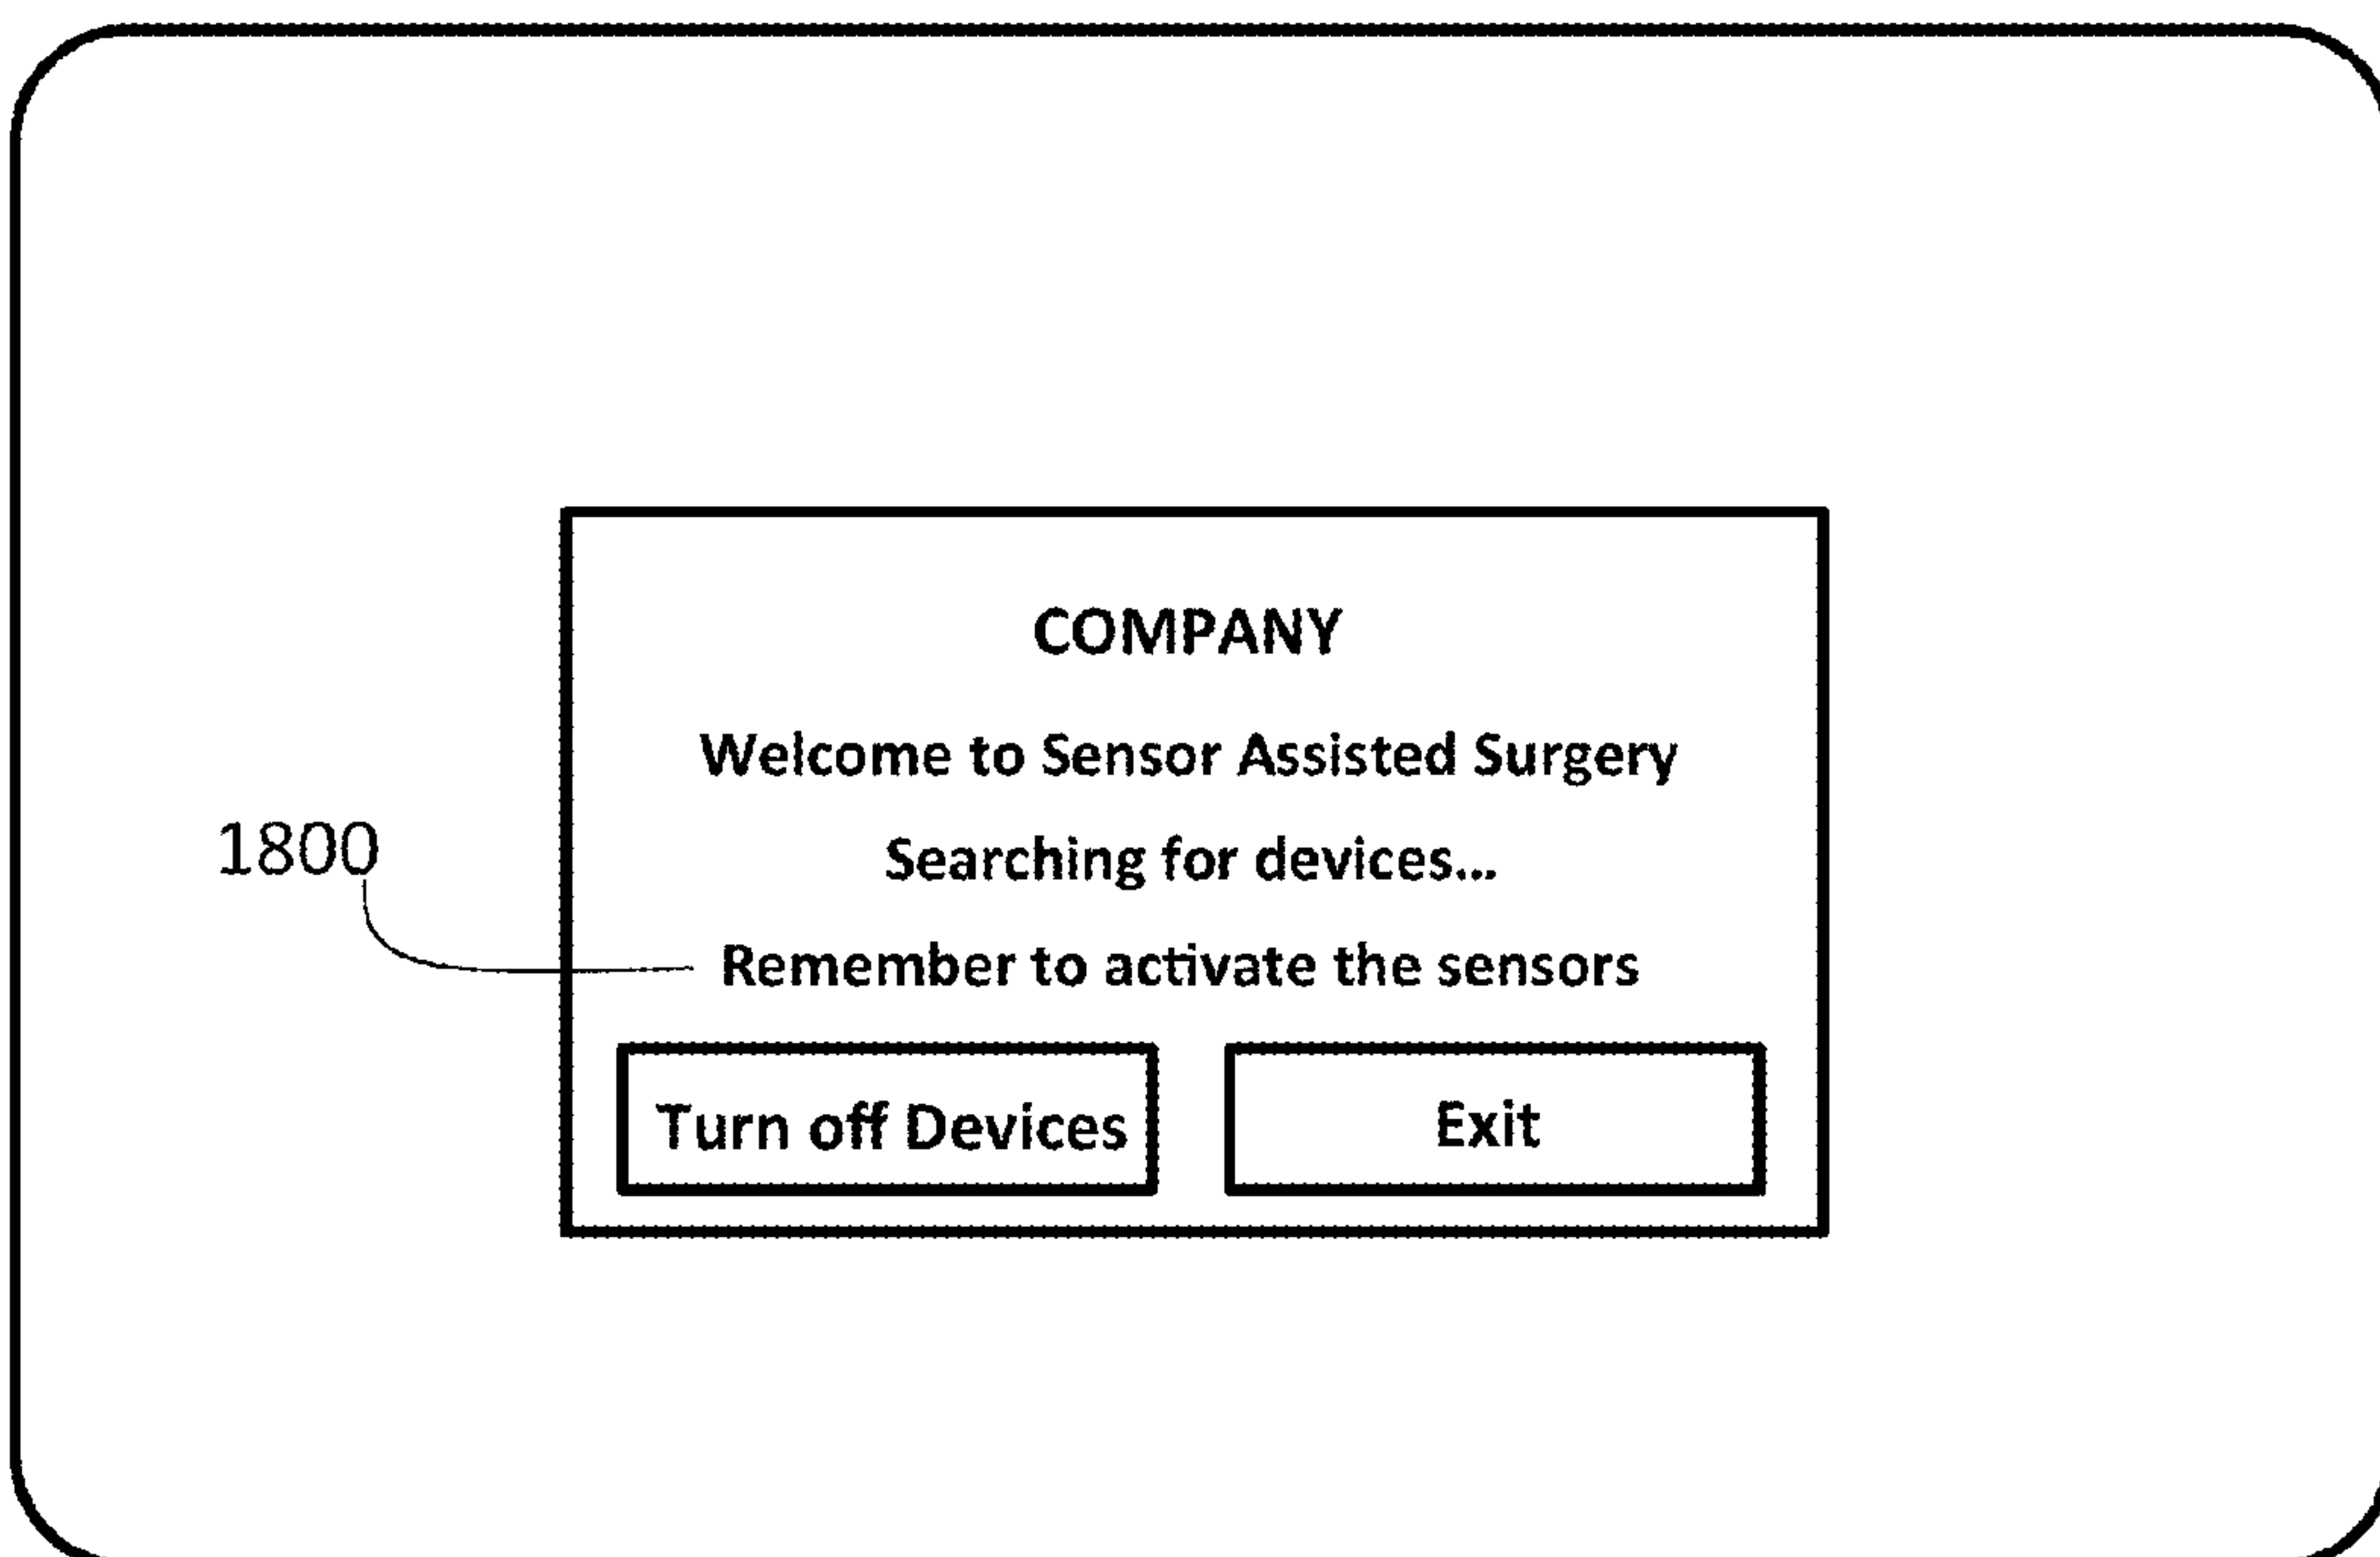 COMPANY
Welcome to Sensor Assisted Surgery
1800
Searching for devices...
Remember to activate the sensors
Turn off Devices
Exit